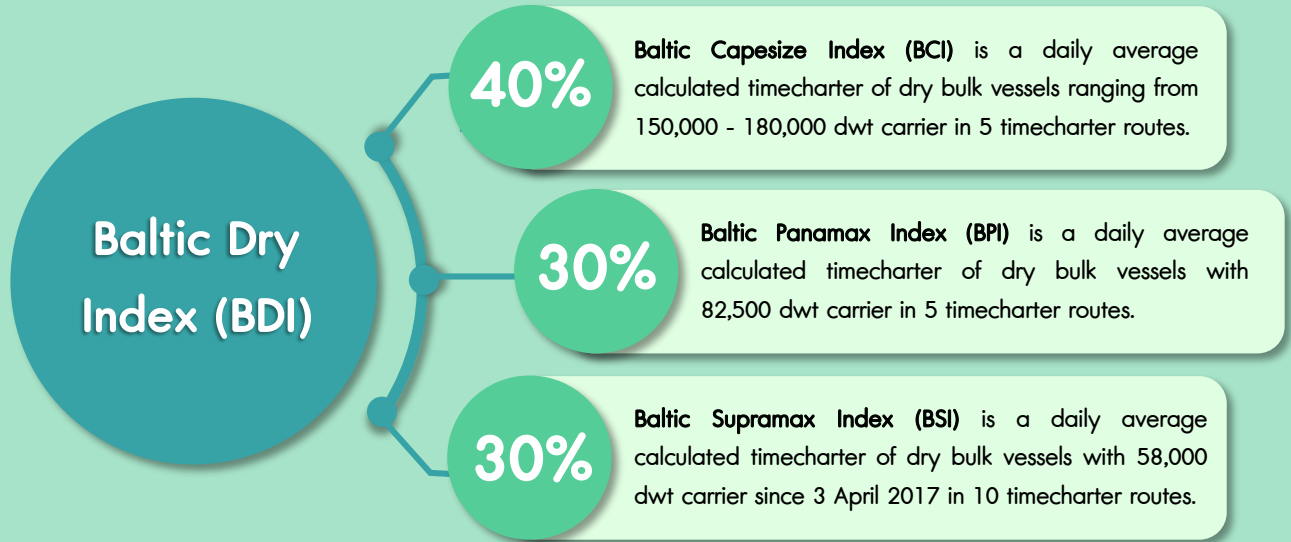 Baltic Dry
Index (BDI)
40%
Baltic Capesize Index (BCI) is a daily average
calculated timecharter of dry bulk vessels ranging from
150,000 - 180,000 dwt carrier in 5 timecharter routes.
30%
Baltic Panamax Index (BPI) is a daily average
calculated timecharter of dry bulk vessels with
82,500 dwt carrier in 5 timecharter routes.
30%
Baltic Supramax Index (BSI) is a daily average
calculated timecharter of dry bulk vessels with 58,000
dwt carrier since 3 April 2017 in 10 timecharter routes.